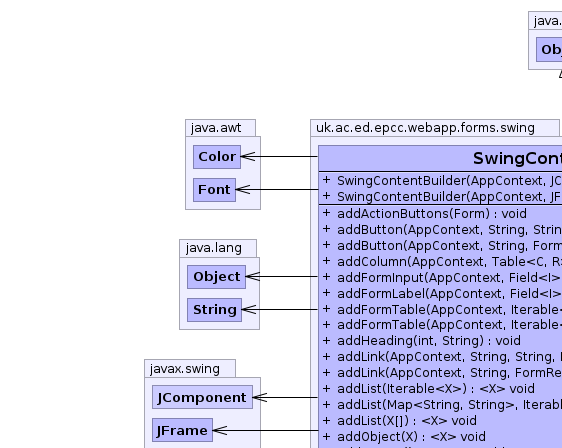 java.
Ob
java.awt
uk.ac.ed.epcc.webapp.forms.swing
Color
SwingCont
Font
+ SwingContentBuilder(AppContext, JC
+ SwingContentBuilder(AppContext, JF
+ addActionButtons(Form) : void
+ addButton(AppContext, String, Strin
+ addButton(AppContext, String, Form
+ addColumn(AppContext, Table<C, R>
+ addFormInput(AppContext, Field<I>
+ addFormLabel(AppContext, Field<I>
+ addFormTable(AppContext, Iterable<
+ addFormTable(AppContext, Iterable<
+ addHeading(int, String) : void
+ addLink(AppContext, String, String,
+ addLink(AppContext, String, FormRe
+ addList(Iterable<X>) : <X> void
+ addList(Map<String, String>, Iterab
+ addList(X[]) : <X> void
+ addObject(X) : <X> void
java.lang
Object
String
javax.swing
JComponent
JFrame